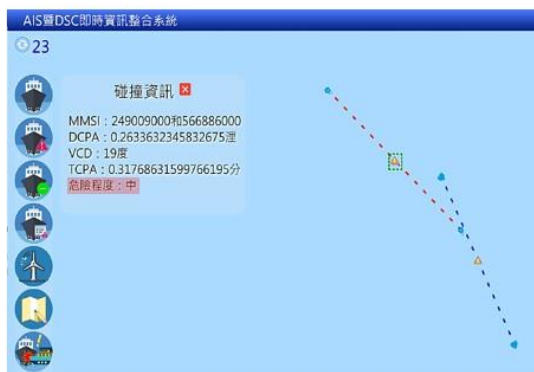 AIS暨DSC即時資訊整合系統
23
碰撞資訊
MMSI：249009000和566886000
DCPA：0.2633632345832675浬
VCD：19度
TCPA：0.31768631599766195分
危險程度：中